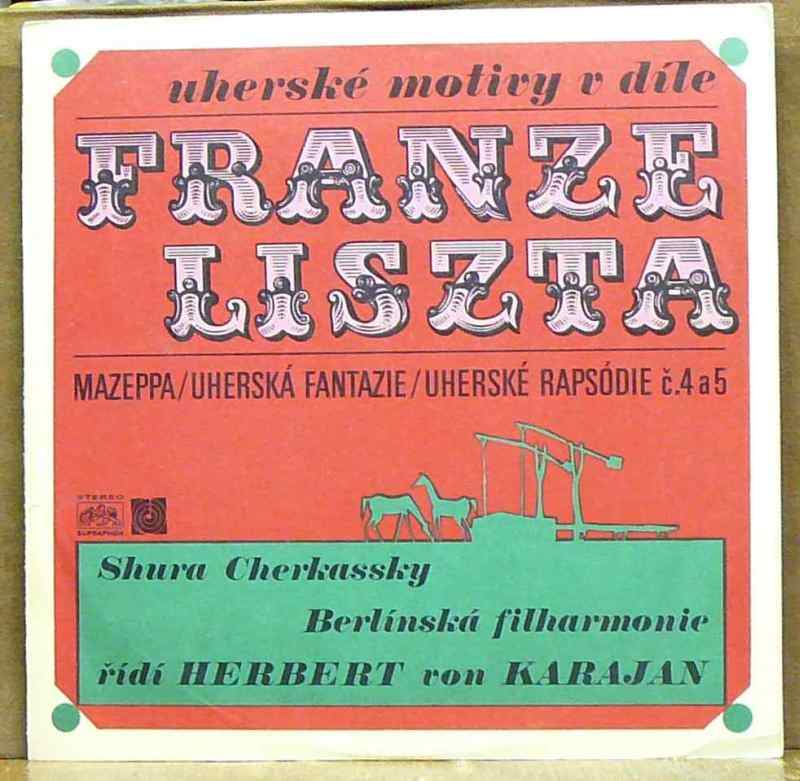 uherské motivy v díle
FRANZE
LISZTA
MAZEPPA/UHERSKÁ FANTAZIE/UHERSKÉ RAPSÓDIE č.4 a 5
STEREO
SUPRAPHON
Shura Cherkassky
Berlínská filharmonie
řídí HERBERT von KARAJAN